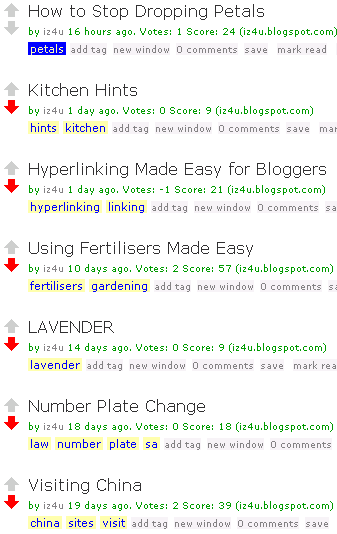 How to Stop Dropping Petals
by iz4u 16 hours ago. Votes: 1 Score: 24 (iz4u.blogspot.com)
petals add tag new window 0 comments save mark read
Kitchen Hints
by iz4u 1 day ago. Votes: 0 Score: 9 (iz4u.blogspot.com)
hints kitchen add tag new window 0 comments save ma
Hyperlinking Made Easy for Bloggers
by iz4u 1 day ago. Votes: -1 Score: 21 (iz4u.blogspot.com)
hyperlinking linking add tag new window 0 comments sa
Using Fertilisers Made Easy
by iz4u 10 days ago. Votes: 2 Score: 57 (iz4u.blogspot.com)
fertilisers gardening add tag new window 0 comments sa
LAVENDER
by iz4u 14 days ago. Votes: 0 Score: 9 (iz4u.blogspot.com)
lavender add tag new window 0 comments save mark rea
Number Plate Change
by iz4u 18 days ago. Votes: 0 Score: 18 (iz4u.blogspot.com)
law number plate sa add tag new window 0 comments
Visiting China
by iz4u 19 days ago. Votes: 2 Score: 39 (iz4u.blogspot.com)
china sites visit add tag new window 0 comments save